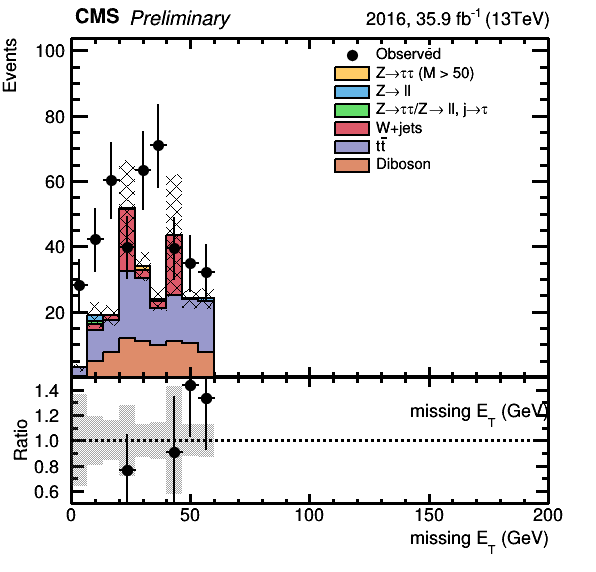 CMS Preliminary 2016, 35.9 fb⁻¹ (13TeV)
Events
100
80
60
40
20
Observed
Z→ττ (M > 50)
Z→ ll
Z→ττ/Z→ ll, j→τ
W+jets
tt̄
Diboson
Ratio
1.4
1.2
1.0
0.8
0.6
missing E_T (GeV)
0 50 100 150 200
missing E_T (GeV)